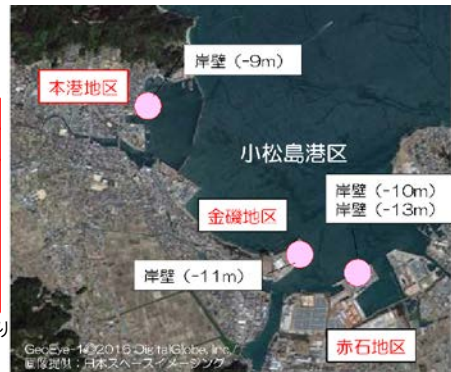 岸壁（-9m）
本港地区
小松島港区
岸壁（-10m）
岸壁（-13m）
金磯地区
岸壁（-11m）
赤石地区
り
GeoEye-1©2016 DigitalGlobe, Inc.
画像提供：日本スペースイメージング